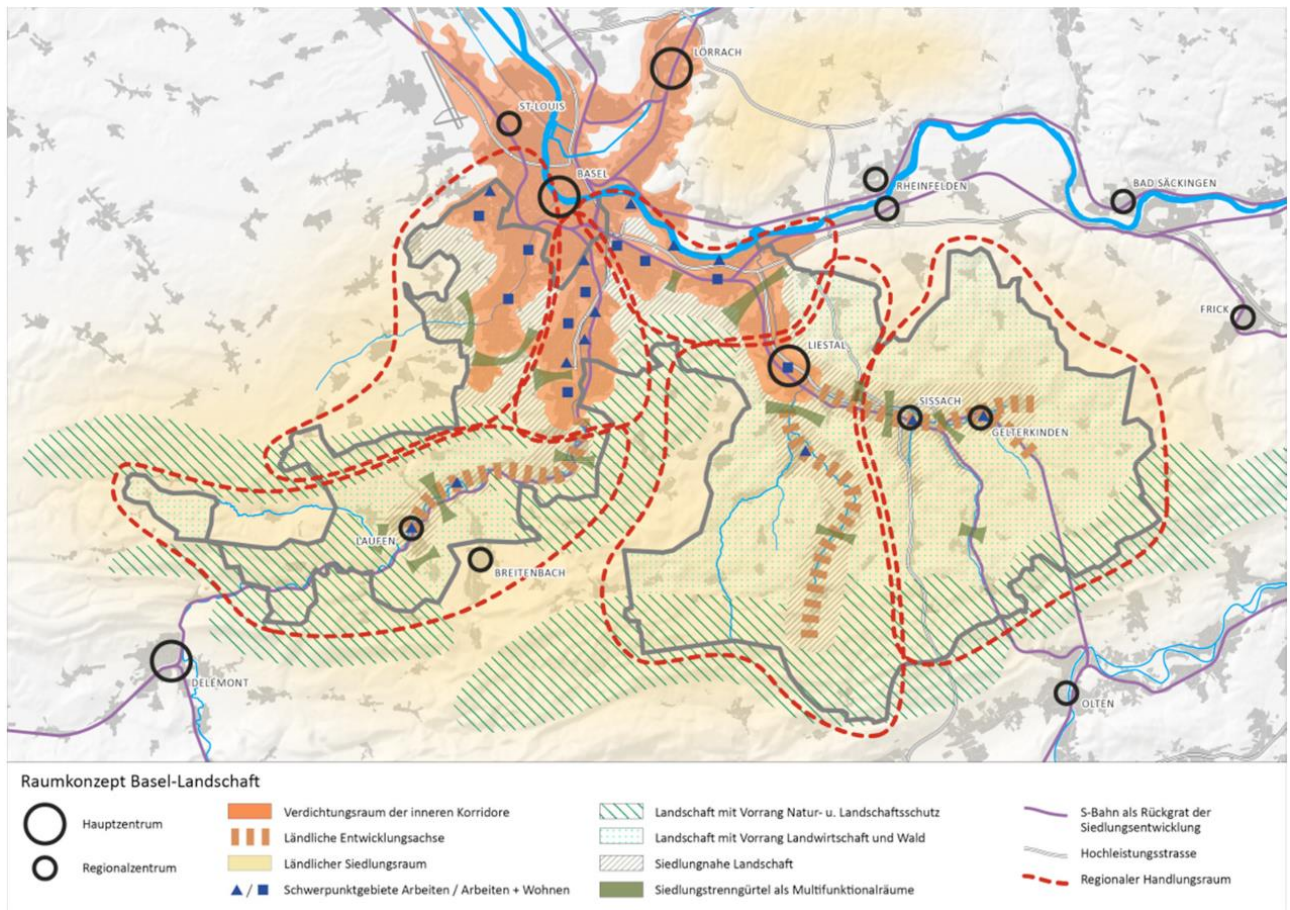 LÖRRACH
ST-LOUIS
BASEL
RHEINFELDEN
BAD SÄCKINGEN
FRICK
LIESTAL
SISSACH
GELTERKINDEN
LAUFEN
BREITENBACH
DELEMONT
OLTEN
Raumkonzept Basel-Landschaft
Hauptzentrum
Regionalzentrum
Verdichtungsraum der inneren Korridore
Ländliche Entwicklungsachse
Ländlicher Siedlungsraum
/
Schwerpunktgebiete Arbeiten / Arbeiten + Wohnen
Landschaft mit Vorrang Natur- u. Landschaftsschutz
Landschaft mit Vorrang Landwirtschaft und Wald
Siedlungsnahe Landschaft
Siedlungstrenngürtel als Multifunktionalräume
S-Bahn als Rückgrat der
Siedlungsentwicklung
Hochleistungsstrasse
Regionaler Handlungsraum